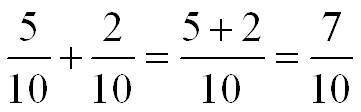 5/10 + 2/10 = (5 + 2)/10 = 7/10